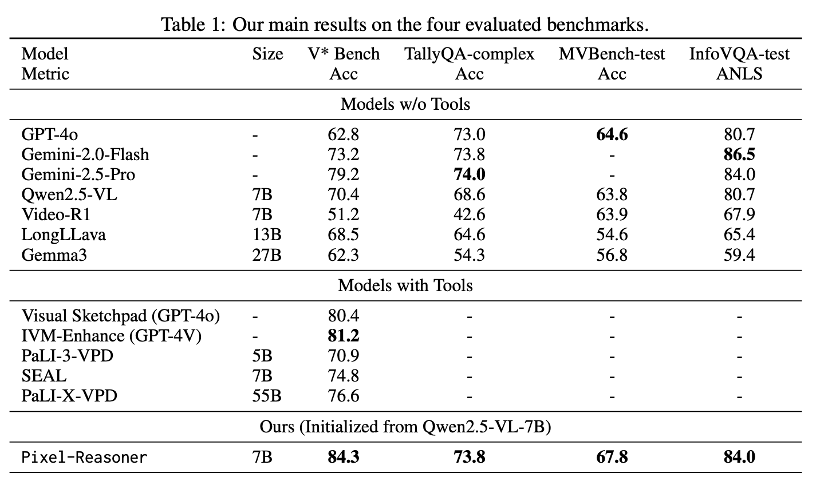 Table 1: Our main results on the four evaluated benchmarks.
Model Size V* Bench TallyQA-complex MVBench-test InfoVQA-test
Metric Acc Acc Acc ANLS
Models w/o Tools
GPT-4o - 62.8 73.0 64.6 80.7
Gemini-2.0-Flash - 73.2 73.8 - 86.5
Gemini-2.5-Pro - 79.2 74.0 - 84.0
Qwen2.5-VL 7B 70.4 68.6 63.8 80.7
Video-R1 7B 51.2 42.6 63.9 67.9
LongLLava 13B 68.5 64.6 54.6 65.4
Gemma3 27B 62.3 54.3 56.8 59.4
Models with Tools
Visual Sketchpad (GPT-4o) - 80.4 - - -
IVM-Enhance (GPT-4V) - 81.2 - - -
PaLI-3-VPD 5B 70.9 - - -
SEAL 7B 74.8 - - -
PaLI-X-VPD 55B 76.6 - - -
Ours (Initialized from Qwen2.5-VL-7B)
Pixel-Reasoner 7B 84.3 73.8 67.8 84.0